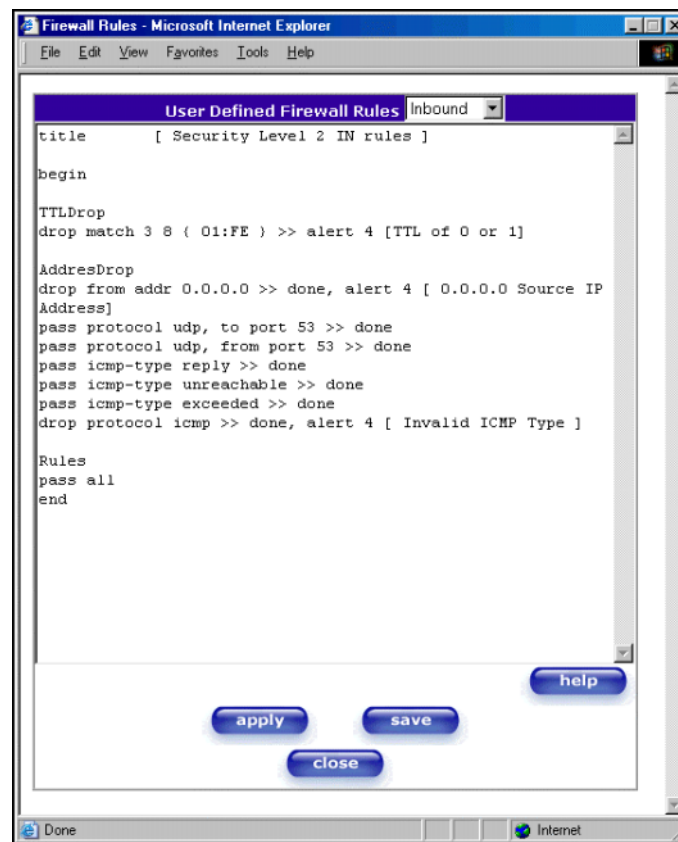 Firewall Rules - Microsoft Internet Explorer
File Edit View Favorites Tools Help
User Defined Firewall Rules Inbound
title [ Security Level 2 IN rules ]
begin
TTLDrop
drop match 3 8 { 01:FE } >> alert 4 [TTL of 0 or 1]
AddresDrop
drop from addr 0.0.0.0 >> done, alert 4 [ 0.0.0.0 Source IP
Address]
pass protocol udp, to port 53 >> done
pass protocol udp, from port 53 >> done
pass icmp-type reply >> done
pass icmp-type unreachable >> done
pass icmp-type exceeded >> done
drop protocol icmp >> done, alert 4 [ Invalid ICMP Type ]
Rules
pass all
end
help
apply save
close
Done Internet